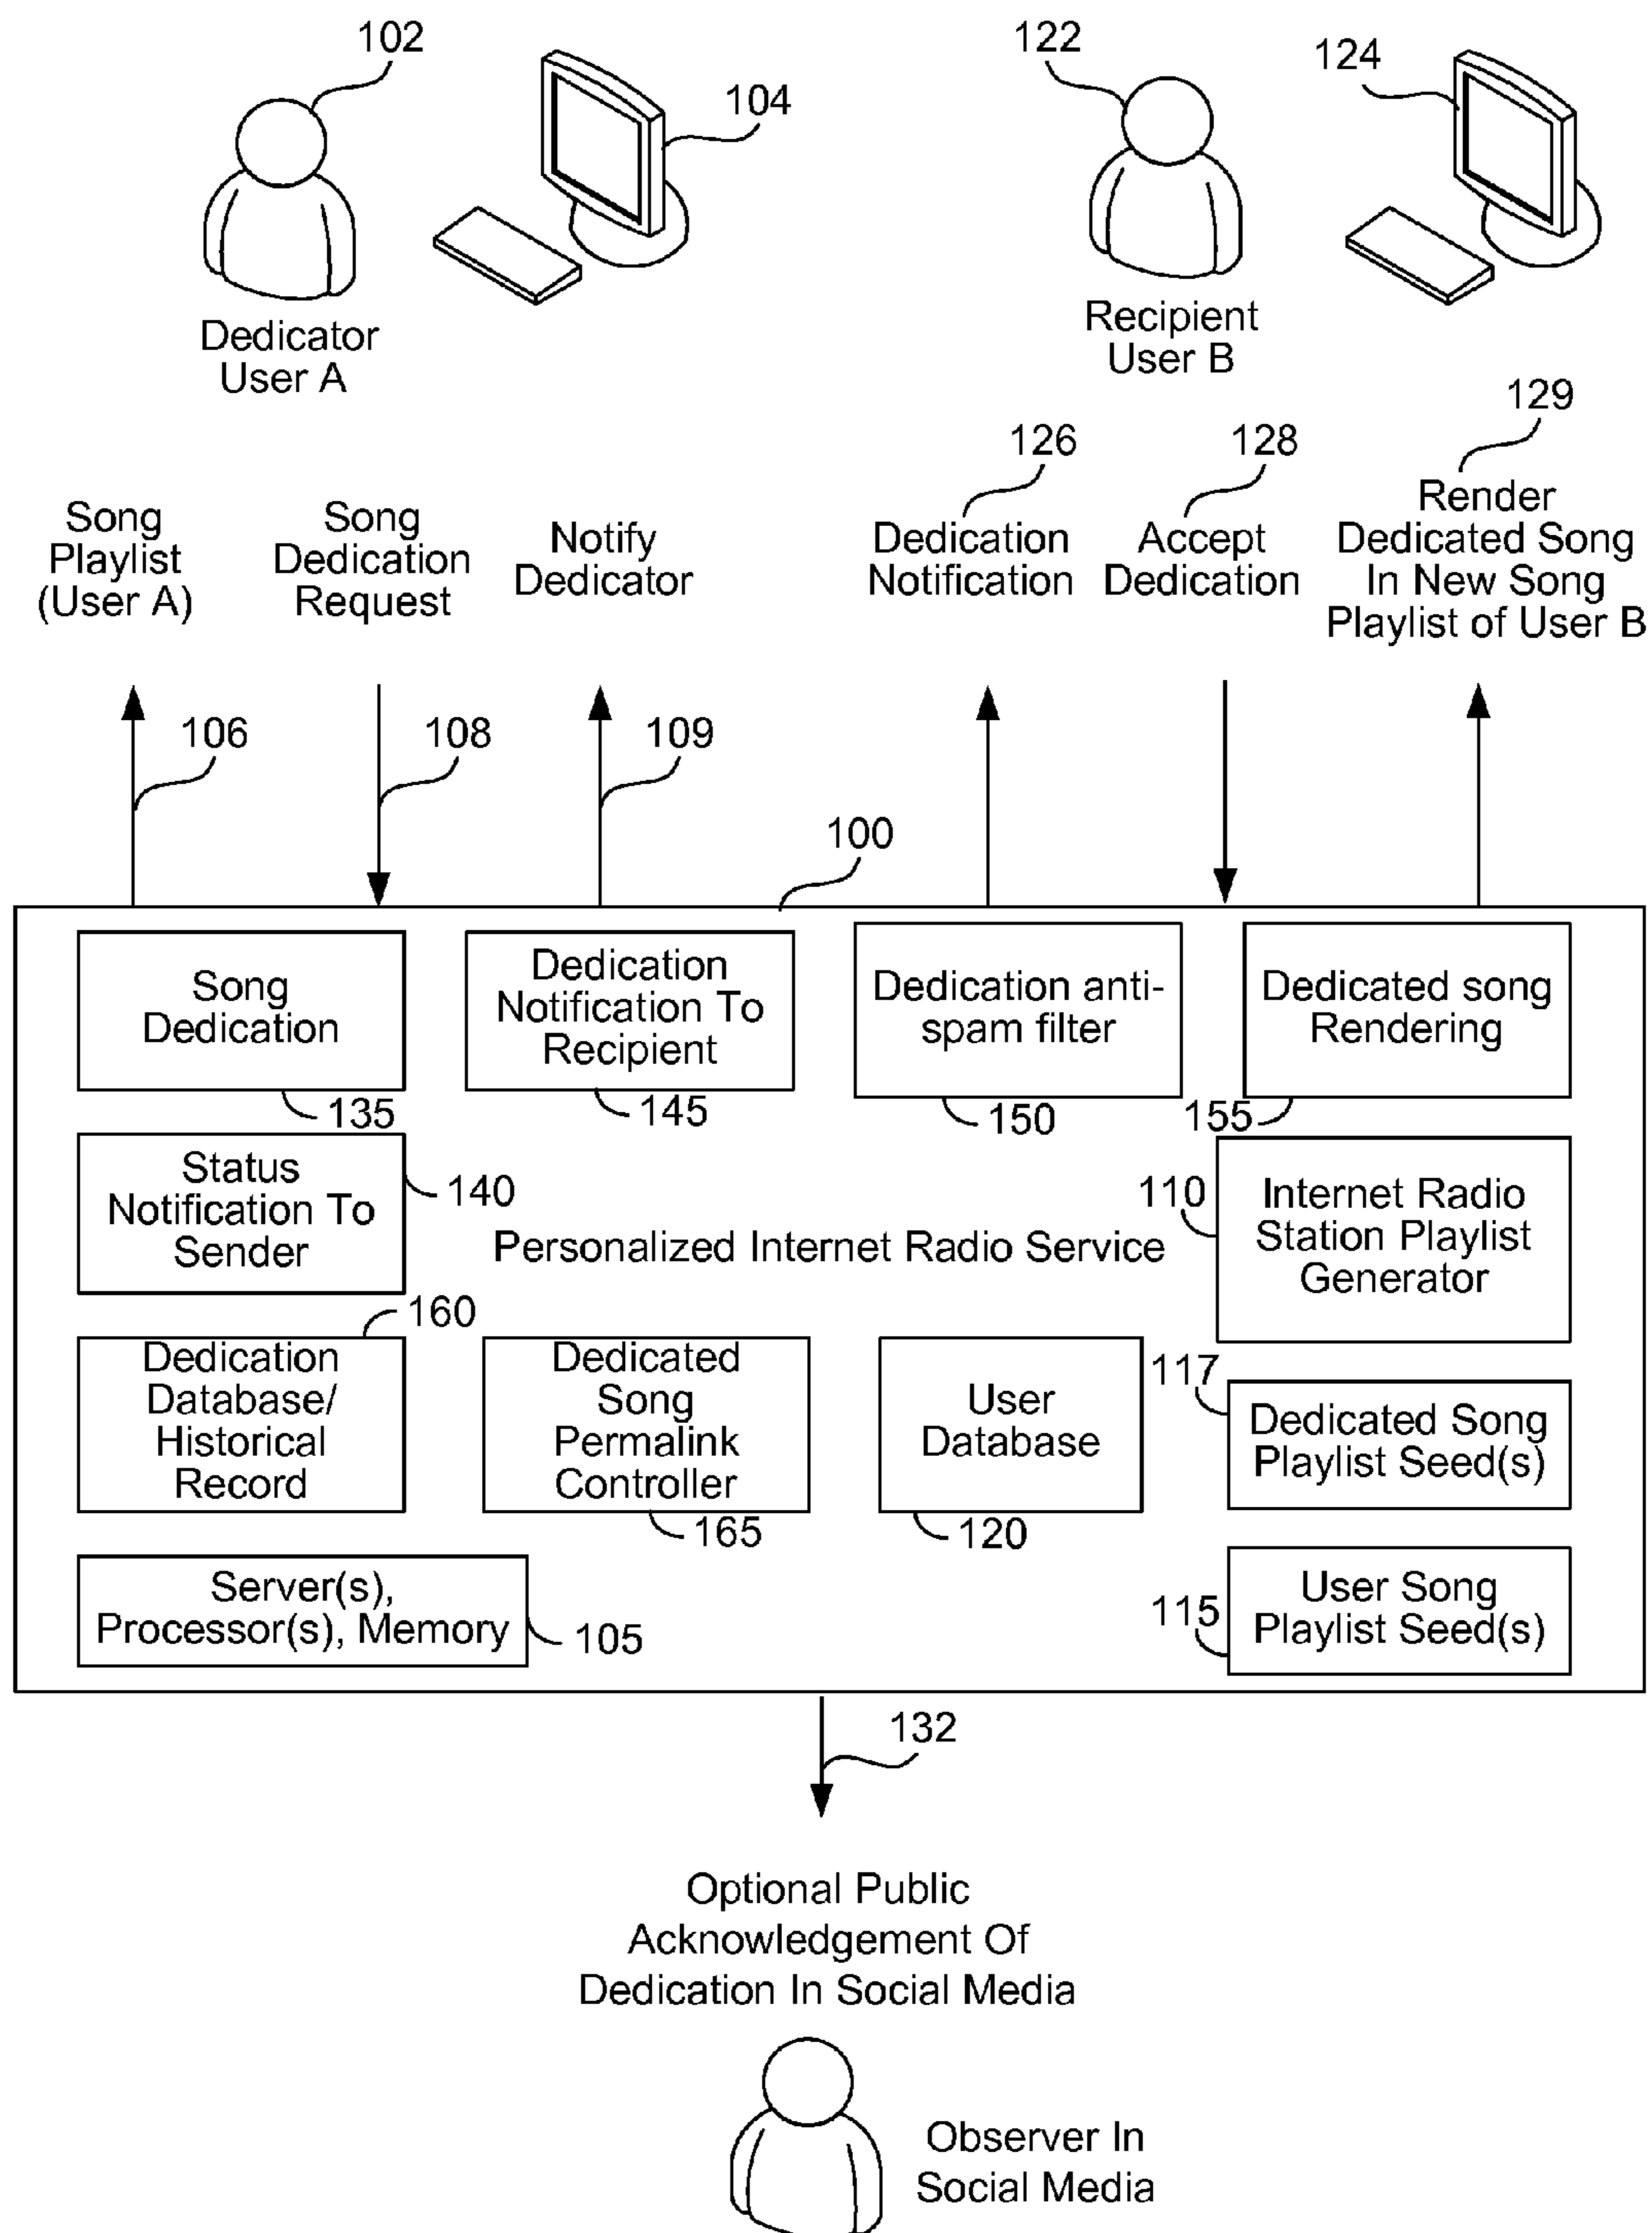 102
104
122
124
Dedicator
User A
Recipient
User B
129
126
128
Song
Playlist
(User A)
Song
Dedication
Request
Notify
Dedicator
Dedication
Notification
Accept
Dedication
Render
Dedicated Song
In New Song
Playlist of User B
106
108
109
100
Song
Dedication
135
Dedication
Notification To
Recipient
145
Dedication anti-
spam filter
150
Dedicated song
Rendering
155
Status
Notification To
Sender
140
Personalized Internet Radio Service
110
Internet Radio
Station Playlist
Generator
160
Dedication
Database/
Historical
Record
Dedicated
Song
Permalink
Controller
165
User
Database
120
117
Dedicated Song
Playlist Seed(s)
Server(s),
Processor(s), Memory
105
115
User Song
Playlist Seed(s)
132
Optional Public
Acknowledgement Of
Dedication In Social Media
Observer In
Social Media